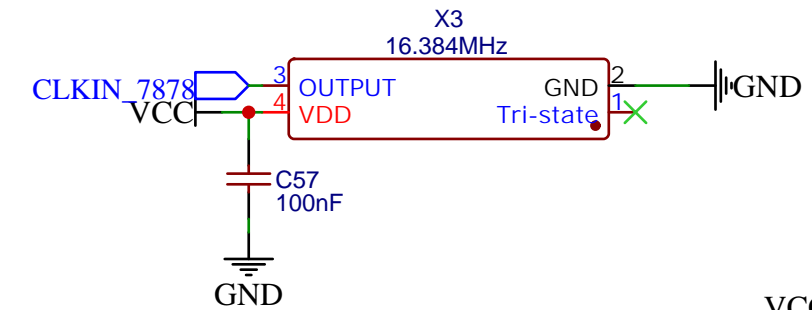 X3
16.384MHz
CLKIN_7878
3
OUTPUT
GND
2
GND
VCC
4
VDD
Tri-state
1
C57
100nF
GND